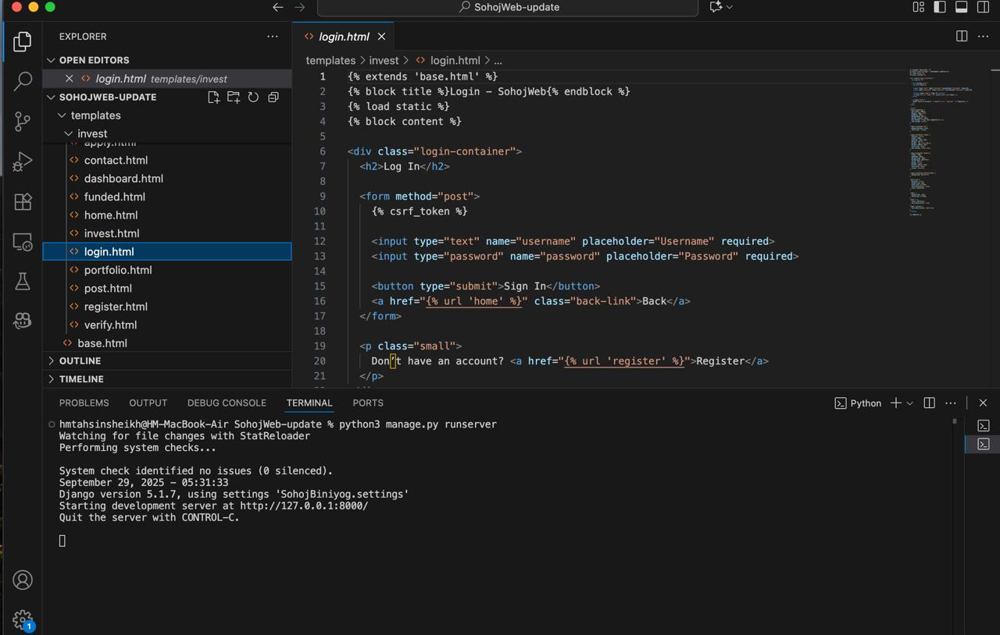 SohojWeb-update
EXPLORER
OPEN EDITORS
login.html templates/invest
SOHOJWEB-UPDATE
templates
invest
apply.html
contact.html
dashboard.html
funded.html
home.html
invest.html
login.html
portfolio.html
post.html
register.html
verify.html
base.html
OUTLINE
TIMELINE
login.html
templates > invest > login.html > ...
1 {% extends 'base.html' %}
2 {% block title %}Login – SohojWeb{% endblock %}
3 {% load static %}
4 {% block content %}
5
6 <div class="login-container">
7 <h2>Log In</h2>
8
9 <form method="post">
10 {% csrf_token %}
11
12 <input type="text" name="username" placeholder="Username" required>
13 <input type="password" name="password" placeholder="Password" required>
14
15 <button type="submit">Sign In</button>
16 <a href="{% url 'home' %}" class="back-link">Back</a>
17 </form>
18
19 <p class="small">
20 Don’t have an account? <a href="{% url 'register' %}">Register</a>
21 </p>
PROBLEMS OUTPUT DEBUG CONSOLE TERMINAL PORTS
Python
hmtahsinsheikh@HM-MacBook-Air SohojWeb-update % python3 manage.py runserver
Watching for file changes with StatReloader
Performing system checks...
System check identified no issues (0 silenced).
September 29, 2025 - 05:31:33
Django version 5.1.7, using settings 'SohojBiniyog.settings'
Starting development server at http://127.0.0.1:8000/
Quit the server with CONTROL-C.
1